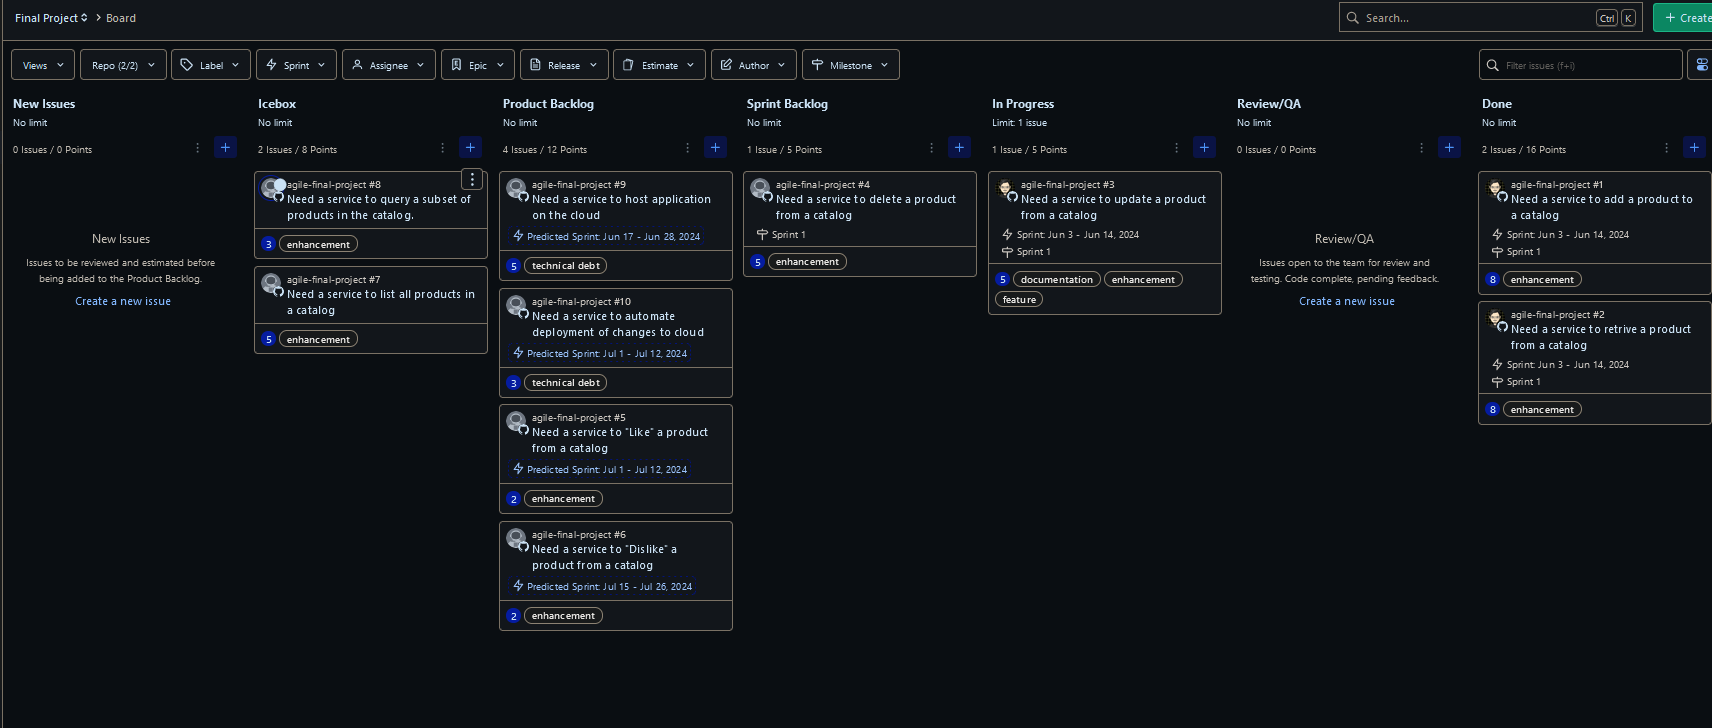 Final Project > Board
Search...
Ctrl K
+ Create
Views
Repo (2/2)
Label
Sprint
Assignee
Epic
Release
Estimate
Author
Milestone
Filter issues (f+i)
New Issues
No limit
0 Issues / 0 Points
New Issues
Issues to be reviewed and estimated before
being added to the Product Backlog.
Create a new issue
Icebox
No limit
2 Issues / 8 Points
agile-final-project #8
Need a service to query a subset of
products in the catalog.
3 enhancement
agile-final-project #7
Need a service to list all products in
a catalog
5 enhancement
Product Backlog
No limit
4 Issues / 12 Points
agile-final-project #9
Need a service to host application
on the cloud
Predicted Sprint: Jun 17 - Jun 28, 2024
5 technical debt
agile-final-project #10
Need a service to automate
deployment of changes to cloud
Predicted Sprint: Jul 1 - Jul 12, 2024
3 technical debt
agile-final-project #5
Need a service to "Like" a product
from a catalog
Predicted Sprint: Jul 1 - Jul 12, 2024
2 enhancement
agile-final-project #6
Need a service to "Dislike" a
product from a catalog
Predicted Sprint: Jul 15 - Jul 26, 2024
2 enhancement
Sprint Backlog
No limit
1 Issue / 5 Points
agile-final-project #4
Need a service to delete a product
from a catalog
Sprint 1
5 enhancement
In Progress
Limit: 1 issue
1 Issue / 5 Points
agile-final-project #3
Need a service to update a product
from a catalog
Sprint: Jun 3 - Jun 14, 2024
Sprint 1
5 documentation enhancement
feature
Review/QA
No limit
0 Issues / 0 Points
Review/QA
Issues open to the team for review and
testing. Code complete, pending feedback.
Create a new issue
Done
No limit
2 Issues / 16 Points
agile-final-project #1
Need a service to add a product to
a catalog
Sprint: Jun 3 - Jun 14, 2024
Sprint 1
8 enhancement
agile-final-project #2
Need a service to retrive a product
from a catalog
Sprint: Jun 3 - Jun 14, 2024
Sprint 1
8 enhancement